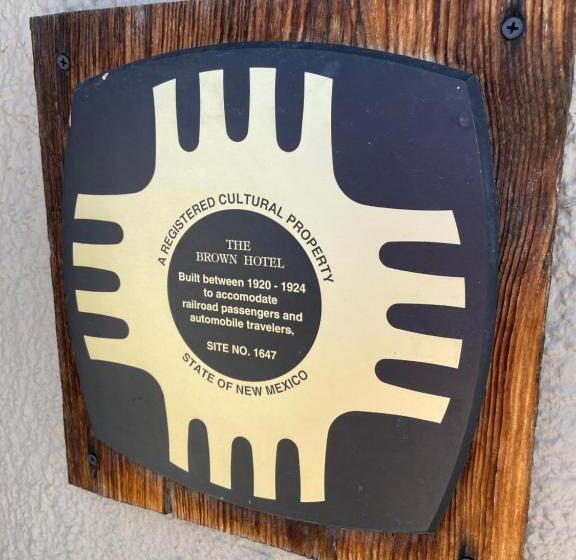 A REGISTERED CULTURAL PROPERTY
THE
BROWN HOTEL
Built between 1920 - 1924
to accomodate
railroad passengers and
automobile travelers.
SITE NO. 1647
STATE OF NEW MEXICO